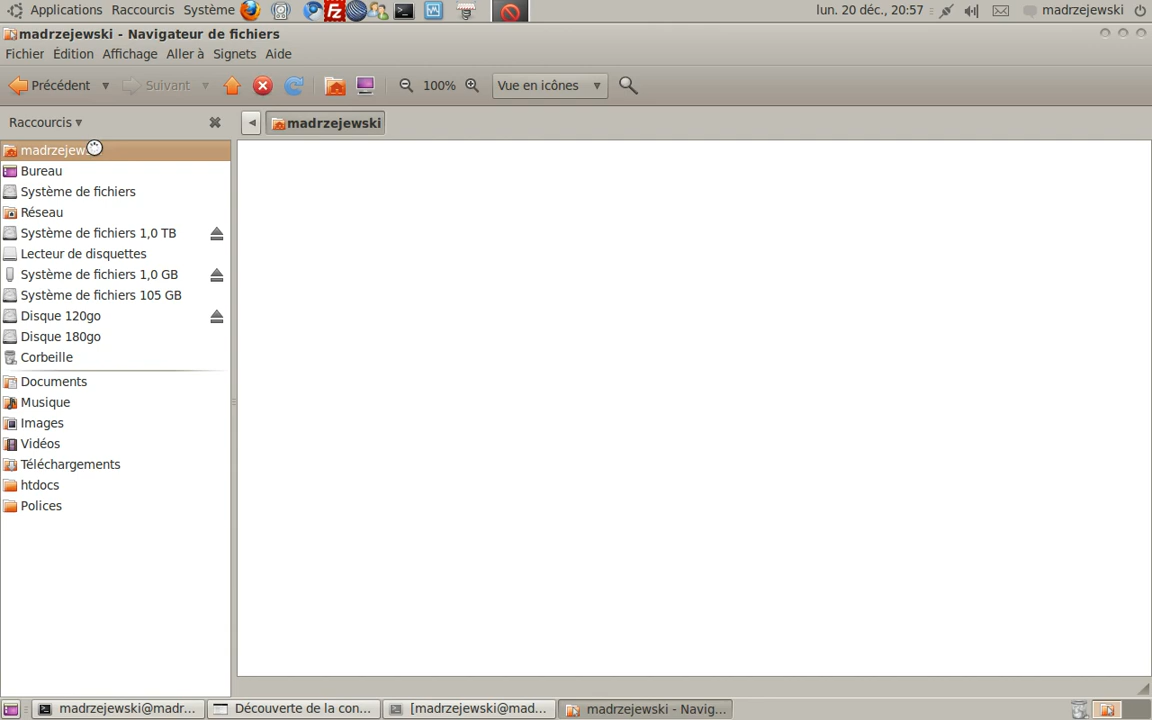 Applications Raccourcis Système lun. 20 déc., 20:57 madrzejewski
madrzejewski - Navigateur de fichiers
Fichier Édition Affichage Aller à Signets Aide
Précédent Suivant 100% Vue en icônes
Raccourcis madrzejewski
madrzejew
Bureau
Système de fichiers
Réseau
Système de fichiers 1,0 TB
Lecteur de disquettes
Système de fichiers 1,0 GB
Système de fichiers 105 GB
Disque 120go
Disque 180go
Corbeille
Documents
Musique
Images
Vidéos
Téléchargements
htdocs
Polices
madrzejewski@madr... Découverte de la con... [madrzejewski@mad... madrzejewski - Navig...